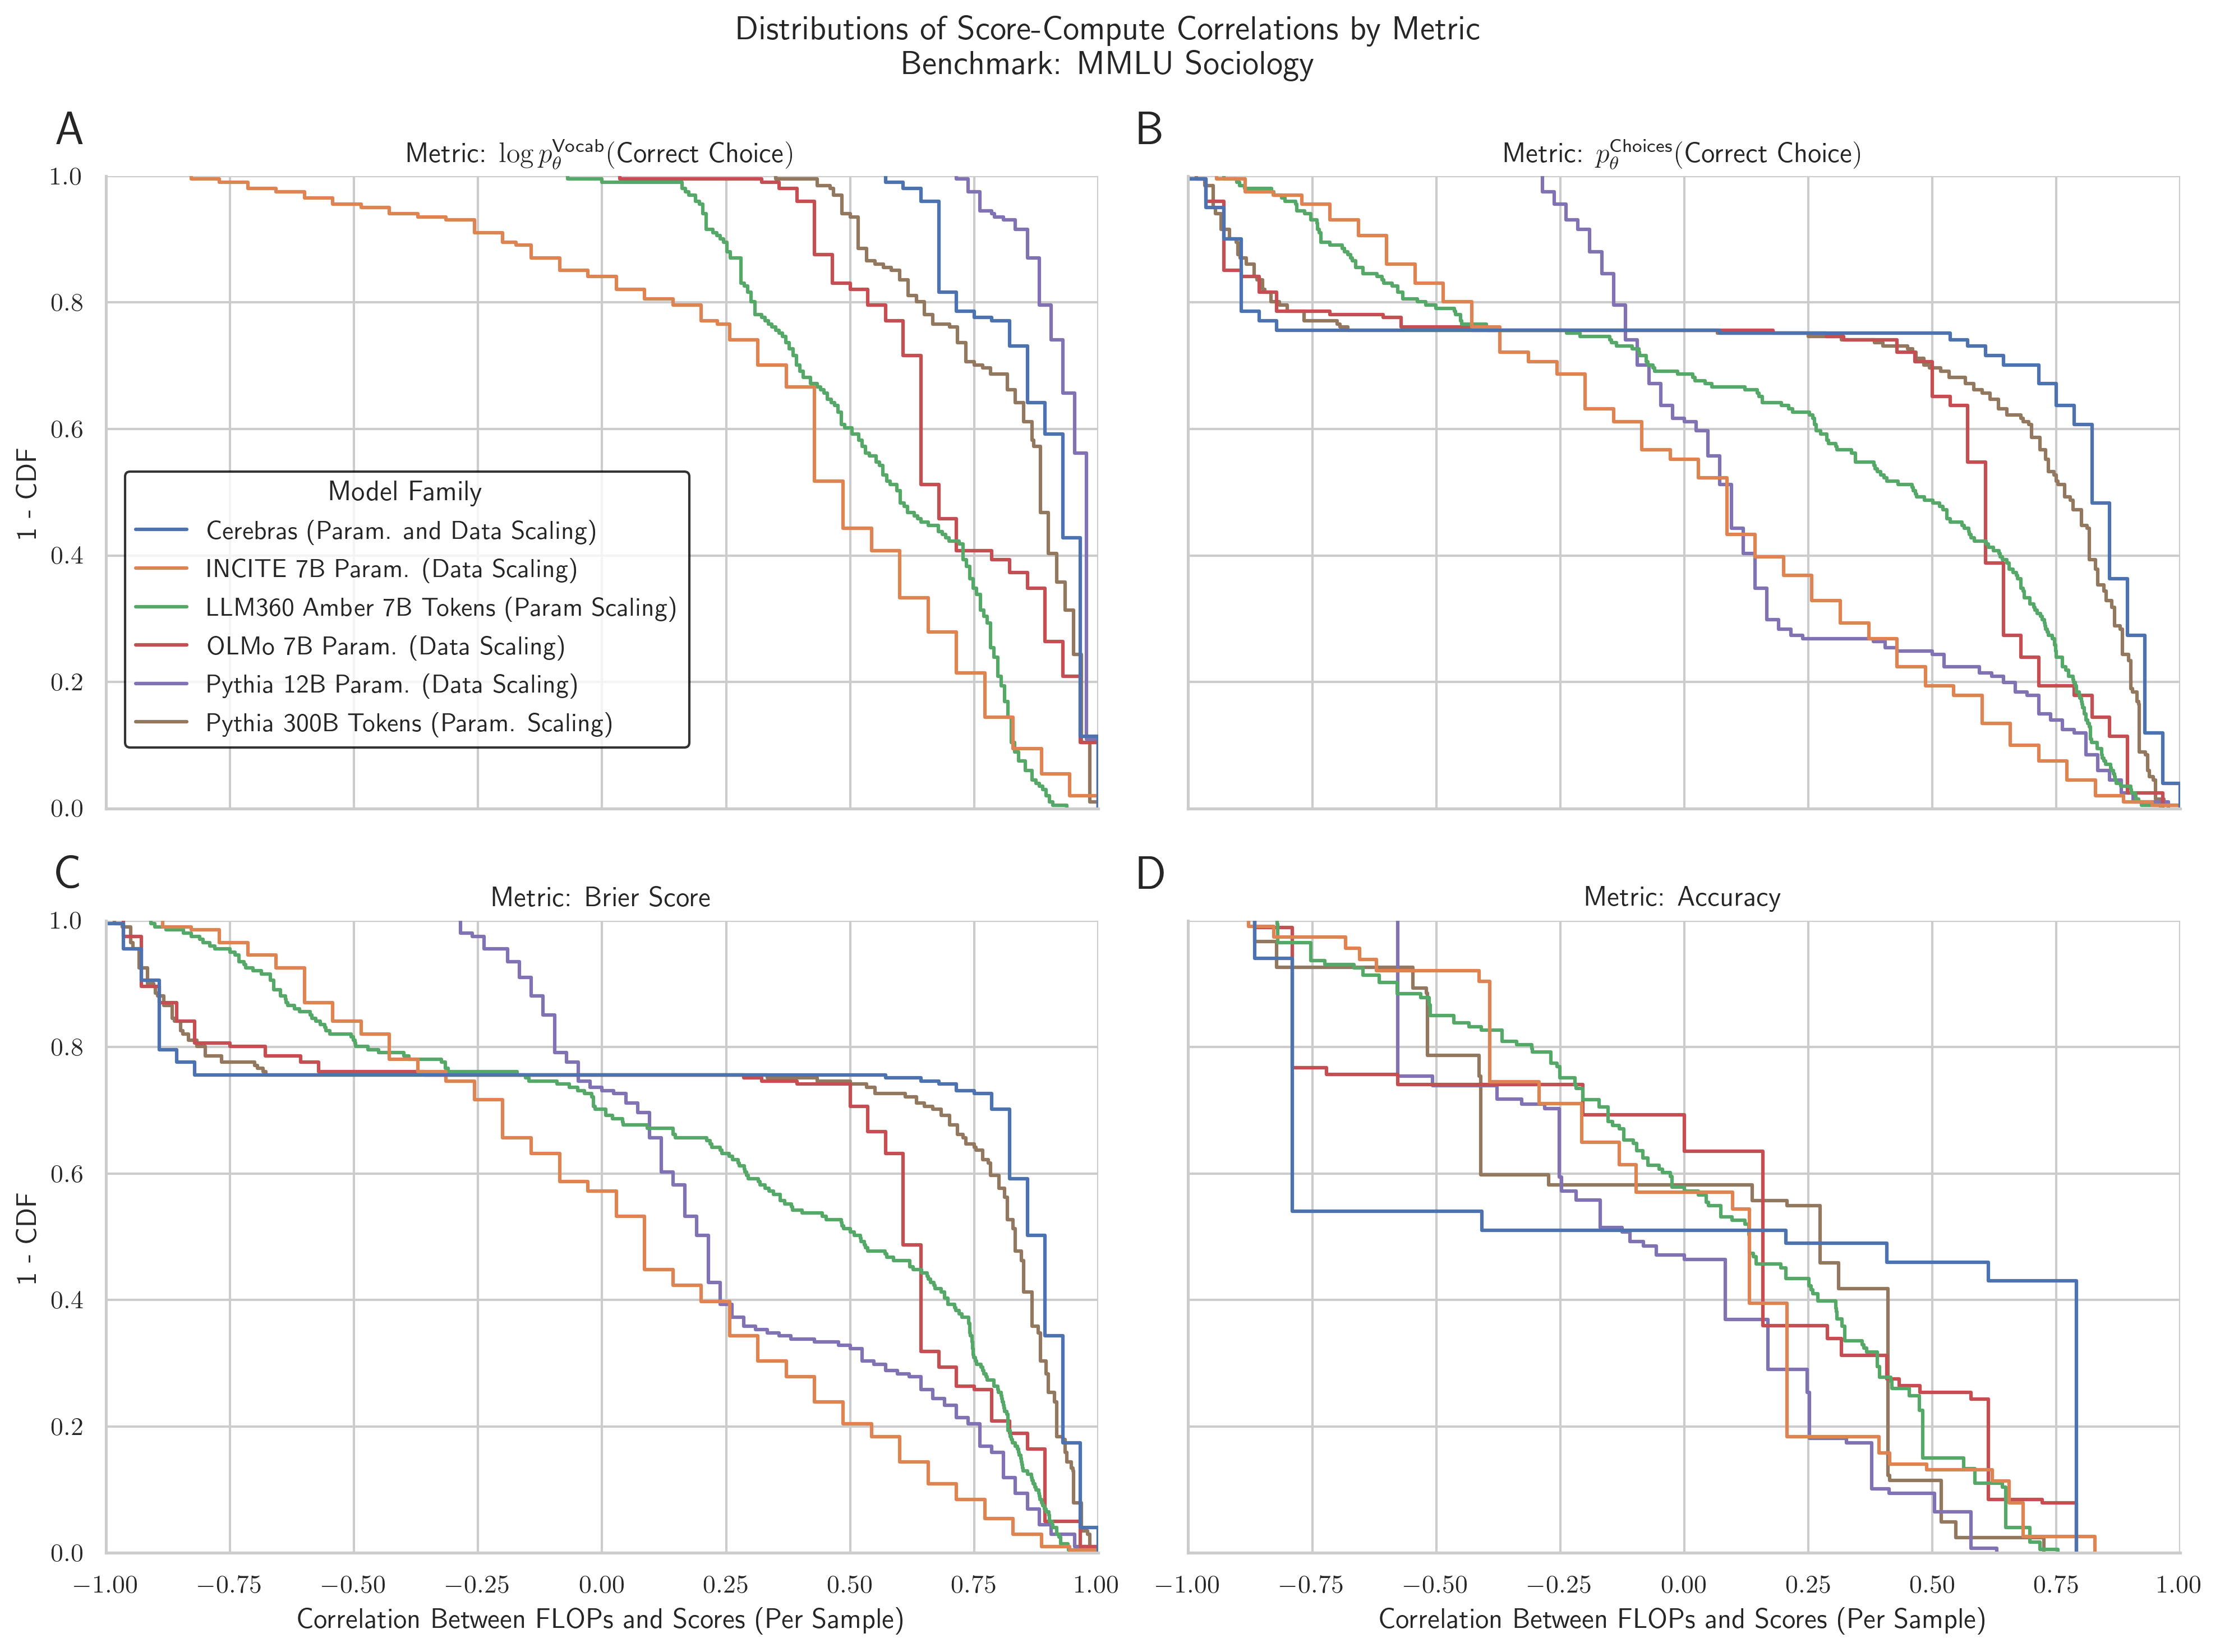 Distributions of Score-Compute Correlations by Metric
Benchmark: MMLU Sociology
A
Metric: log p_θ^Vocab(Correct Choice)
1.0
0.8
0.6
0.4
0.2
0.0
1 - CDF
Model Family
Cerebras (Param. and Data Scaling)
INCITE 7B Param. (Data Scaling)
LLM360 Amber 7B Tokens (Param Scaling)
OLMo 7B Param. (Data Scaling)
Pythia 12B Param. (Data Scaling)
Pythia 300B Tokens (Param. Scaling)
B
Metric: p_θ^Choices(Correct Choice)
C
Metric: Brier Score
1.0
0.8
0.6
0.4
0.2
0.0
1 - CDF
−1.00 −0.75 −0.50 −0.25 0.00 0.25 0.50 0.75 1.00
Correlation Between FLOPs and Scores (Per Sample)
D
Metric: Accuracy
−1.00 −0.75 −0.50 −0.25 0.00 0.25 0.50 0.75 1.00
Correlation Between FLOPs and Scores (Per Sample)